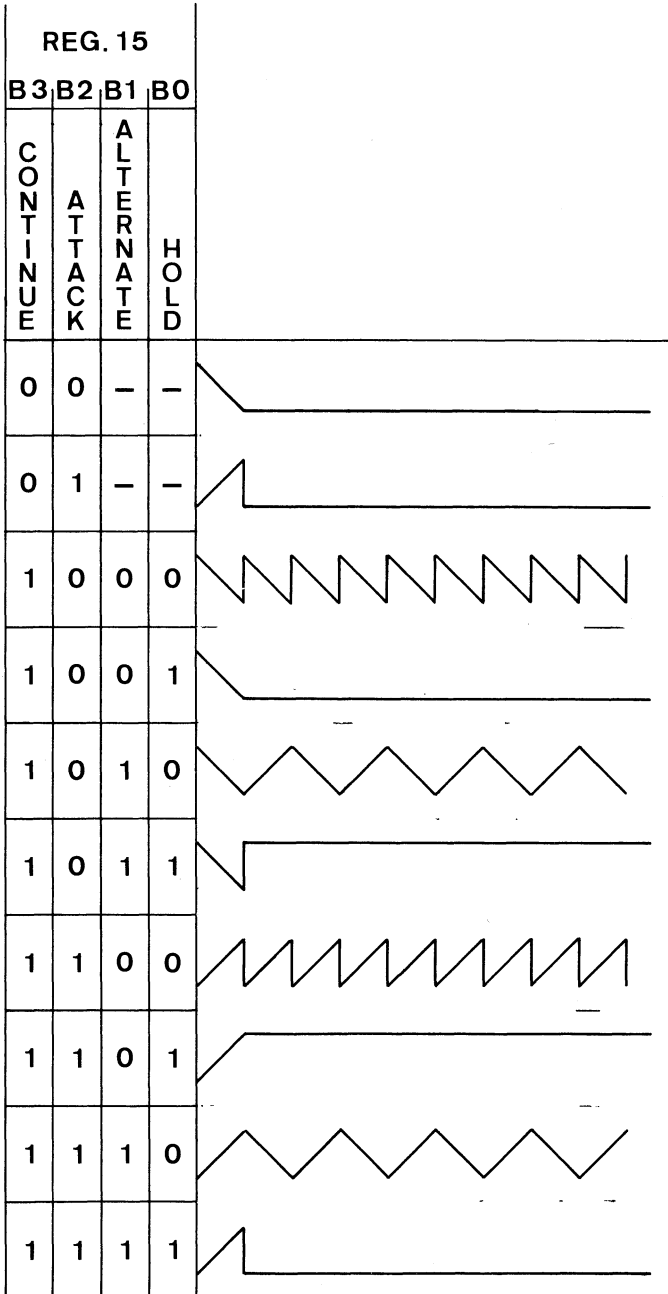 REG. 15
B3 B2 B1 B0
CONTINUE ATTACK ALTERNATE HOLD
0 0 – –
0 1 – –
1 0 0 0
1 0 0 1
1 0 1 0
1 0 1 1
1 1 0 0
1 1 0 1
1 1 1 0
1 1 1 1